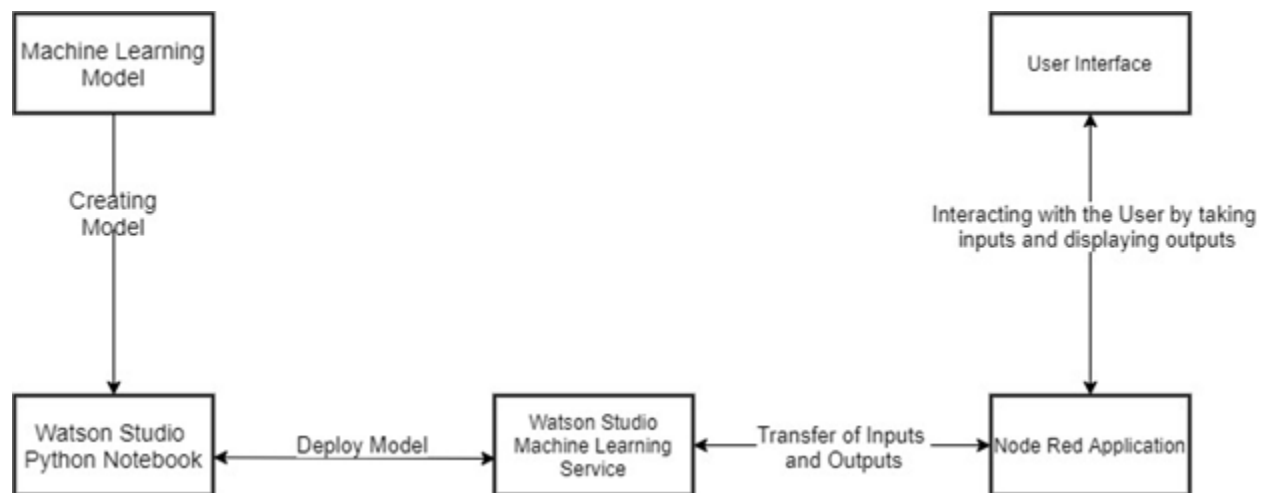 Machine Learning
Model
User Interface
Creating
Model
Interacting with the User by taking
inputs and displaying outputs
Watson Studio
Python Notebook
Deploy Model
Watson Studio
Machine Learning
Service
Transfer of Inputs
and Outputs
Node Red Application